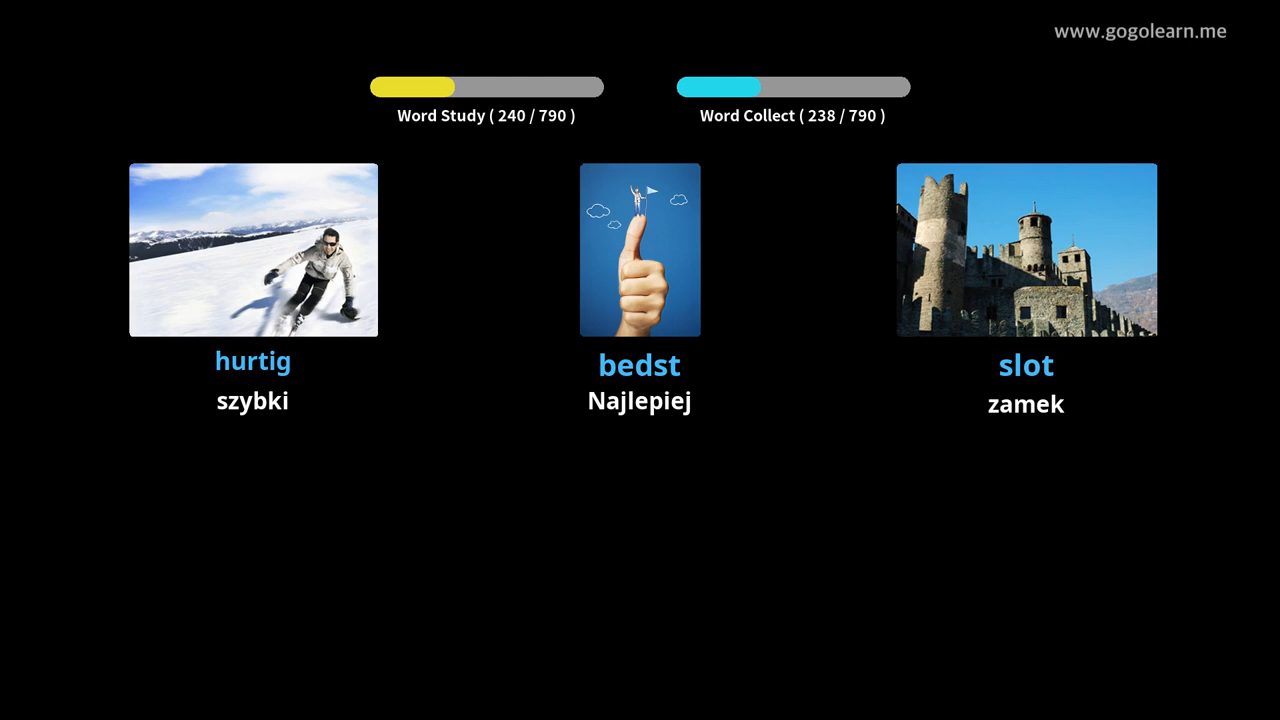 www.gogolearn.me
Word Study ( 240 / 790 )
Word Collect ( 238 / 790 )
hurtig
szybki
bedst
Najlepiej
slot
zamek